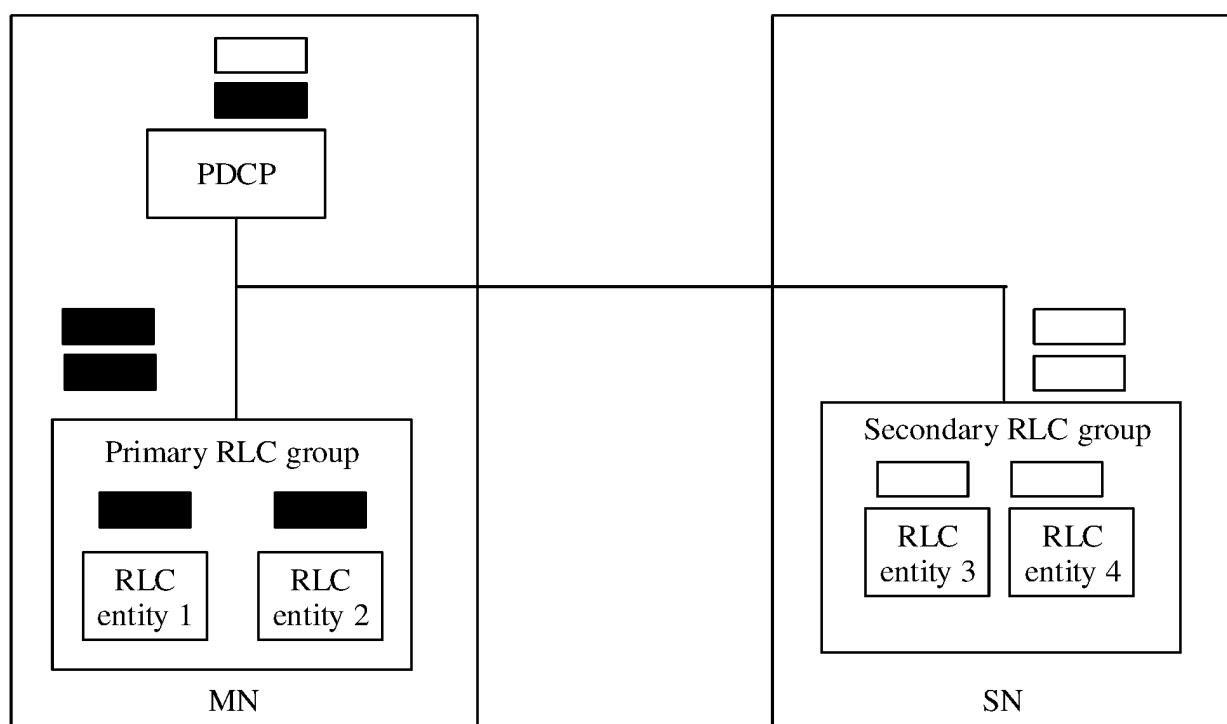 PDCP
Primary RLC group
RLC
entity 1
RLC
entity 2
MN
Secondary RLC group
RLC
entity 3
RLC
entity 4
SN